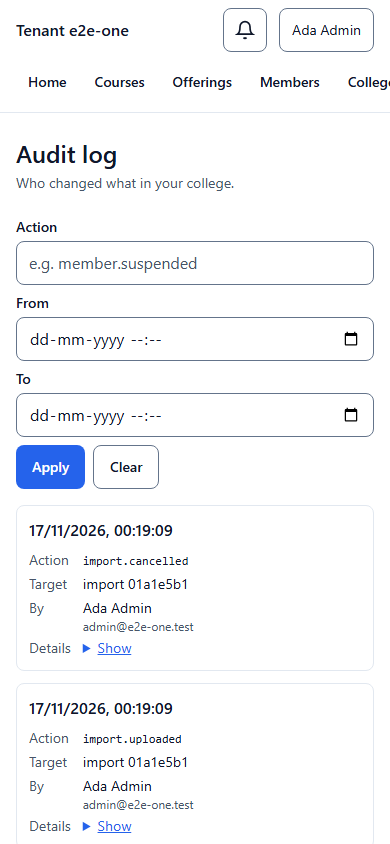 Tenant e2e-one
Ada Admin
Home Courses Offerings Members College
Audit log
Who changed what in your college.
Action
e.g. member.suspended
From
dd-mm-yyyy --:--
To
dd-mm-yyyy --:--
Apply Clear
17/11/2026, 00:19:09
Action import.cancelled
Target import 01a1e5b1
By Ada Admin
admin@e2e-one.test
Details Show
17/11/2026, 00:19:09
Action import.uploaded
Target import 01a1e5b1
By Ada Admin
admin@e2e-one.test
Details Show